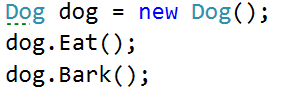 Dog dog = new Dog();
dog.Eat();
dog.Bark();